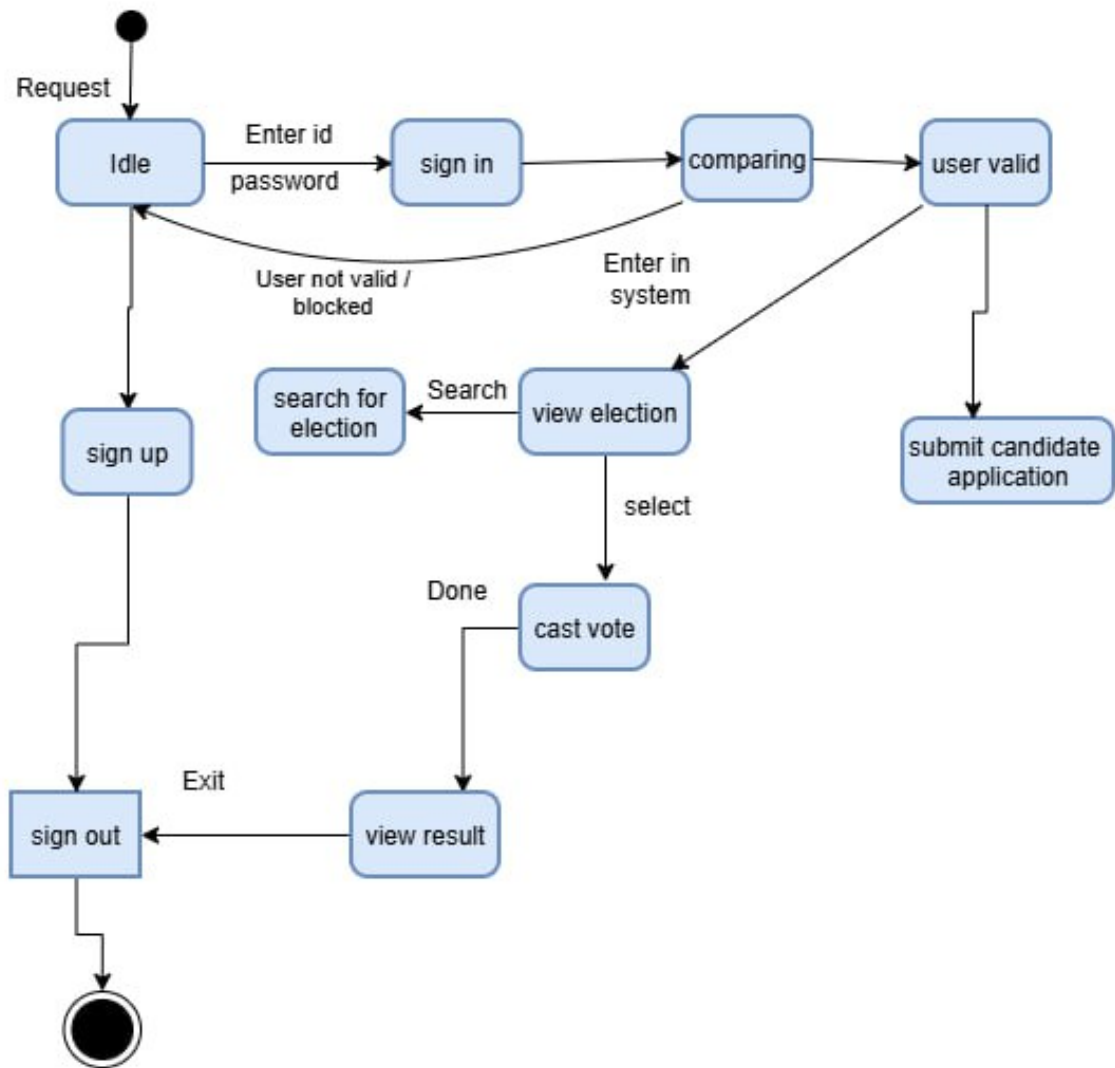 Request
Idle
Enter id
password
sign in
comparing
user valid
User not valid /
blocked
Enter in
system
search for
election
Search
view election
submit candidate
application
sign up
select
Done
cast vote
Exit
sign out
view result